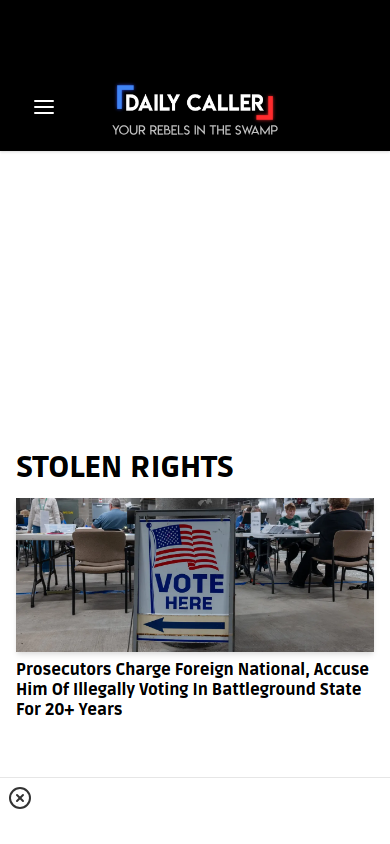 DAILY CALLER
YOUR REBELS IN THE SWAMP
STOLEN RIGHTS
VOTE
HERE
Prosecutors Charge Foreign National, Accuse
Him Of Illegally Voting In Battleground State
For 20+ Years